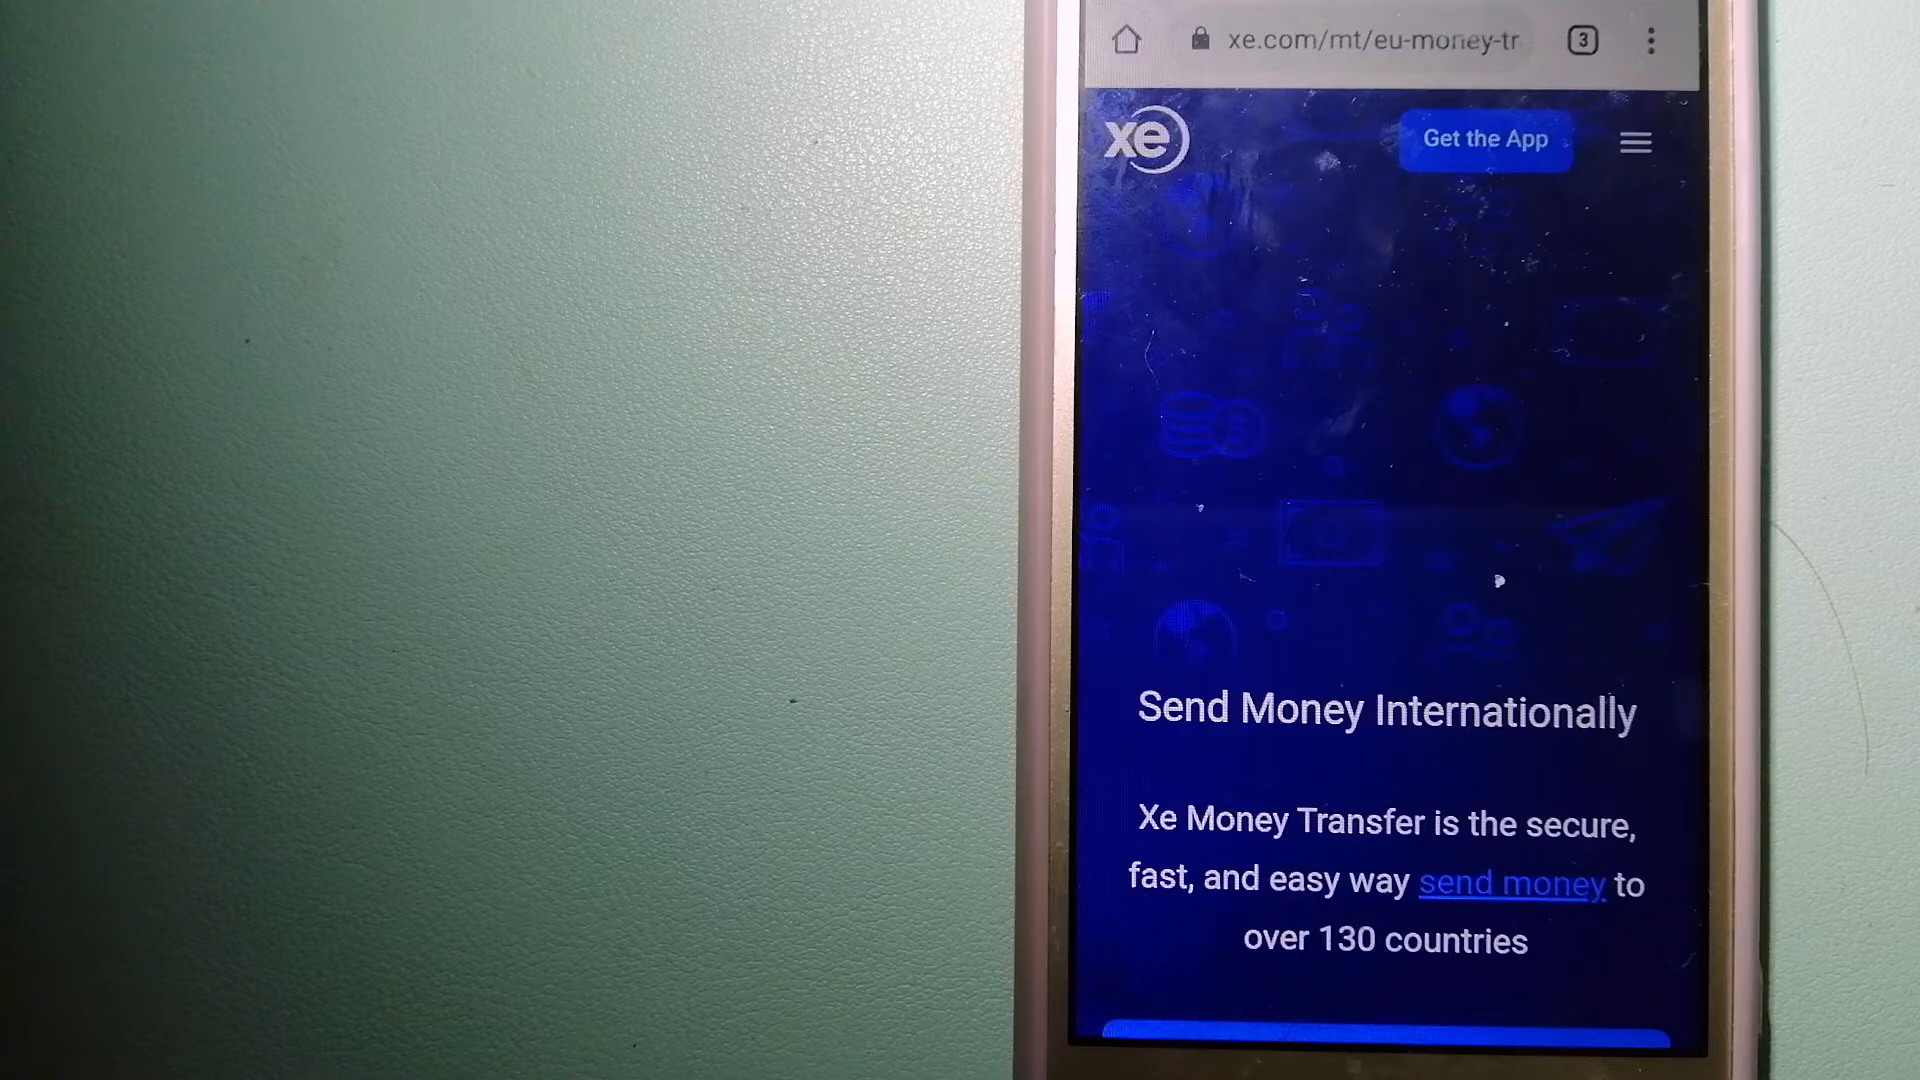 xe.com/mt/eu-money-tr
3
xe
Get the App
Send Money Internationally
Xe Money Transfer is the secure,
fast, and easy way send money to
over 130 countries